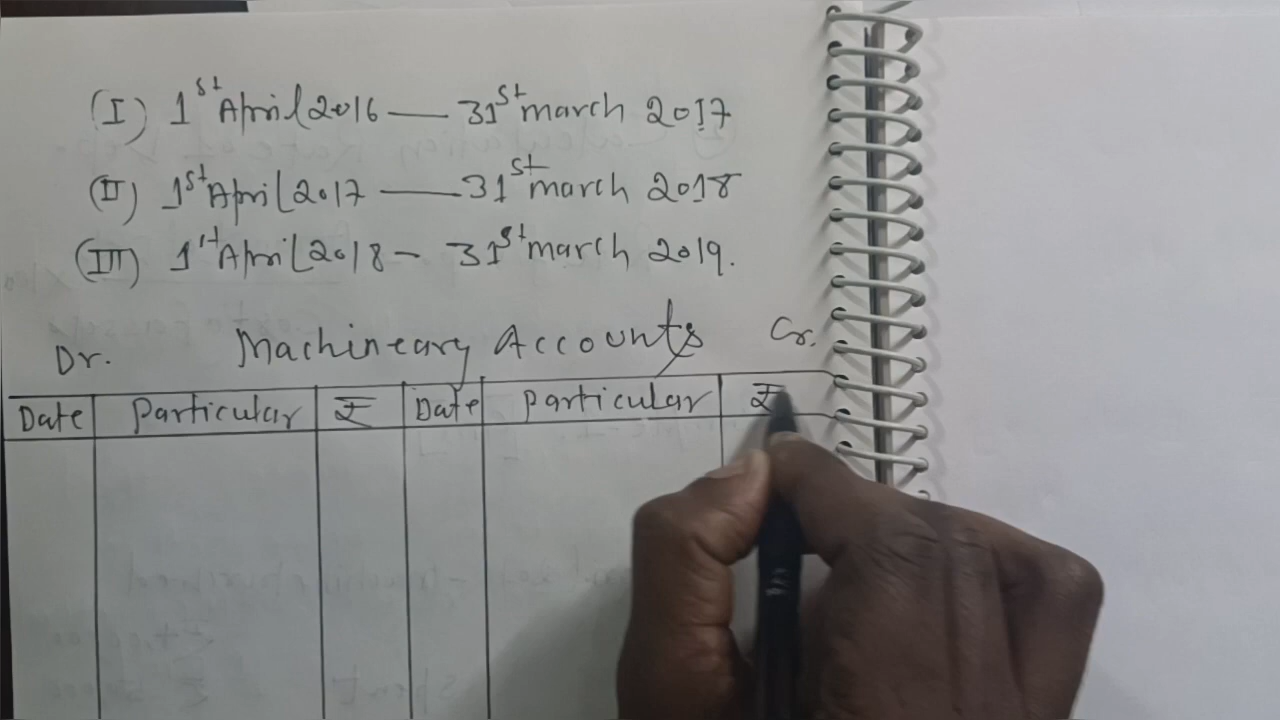 (I) 1st April 2016 — 31st march 2017
(II) 1st April 2017 — 31st march 2018
(III) 1st April 2018 - 31st march 2019.
Dr. Machineary Accounts Cr.
Date Particular ₹ Date Particular ₹